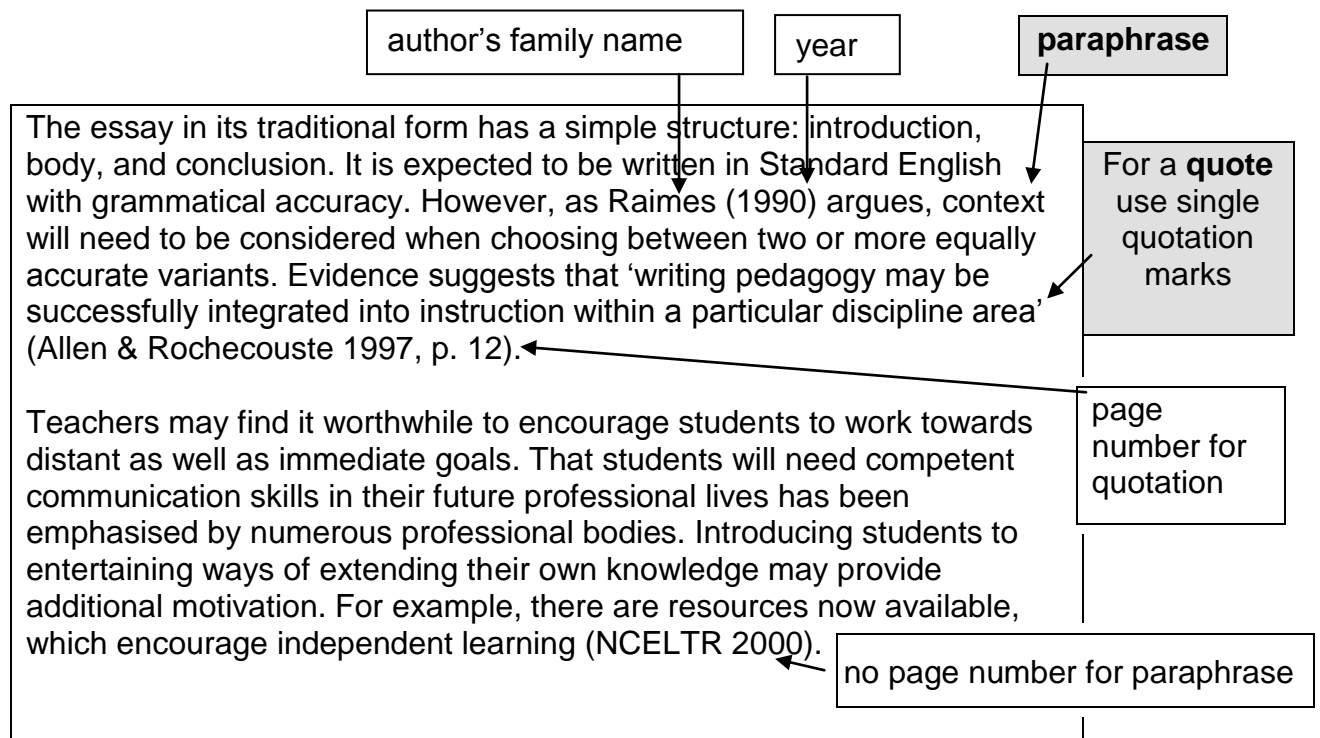 author’s family name
year
paraphrase
The essay in its traditional form has a simple structure: introduction,
body, and conclusion. It is expected to be written in Standard English
with grammatical accuracy. However, as Raimes (1990) argues, context
will need to be considered when choosing between two or more equally
accurate variants. Evidence suggests that ‘writing pedagogy may be
successfully integrated into instruction within a particular discipline area’
(Allen & Rochecouste 1997, p. 12).
For a quote
use single
quotation
marks
page
number for
quotation
Teachers may find it worthwhile to encourage students to work towards
distant as well as immediate goals. That students will need competent
communication skills in their future professional lives has been
emphasised by numerous professional bodies. Introducing students to
entertaining ways of extending their own knowledge may provide
additional motivation. For example, there are resources now available,
which encourage independent learning (NCELTR 2000).
no page number for paraphrase